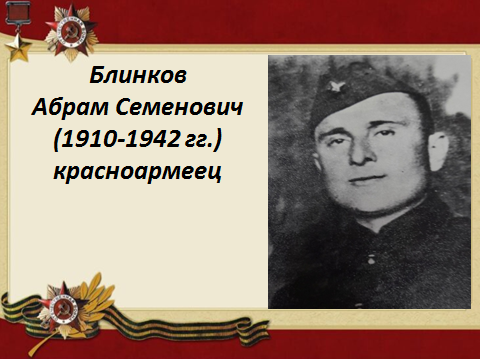 Блинков
Абрам Семенович
(1910-1942 гг.)
красноармеец